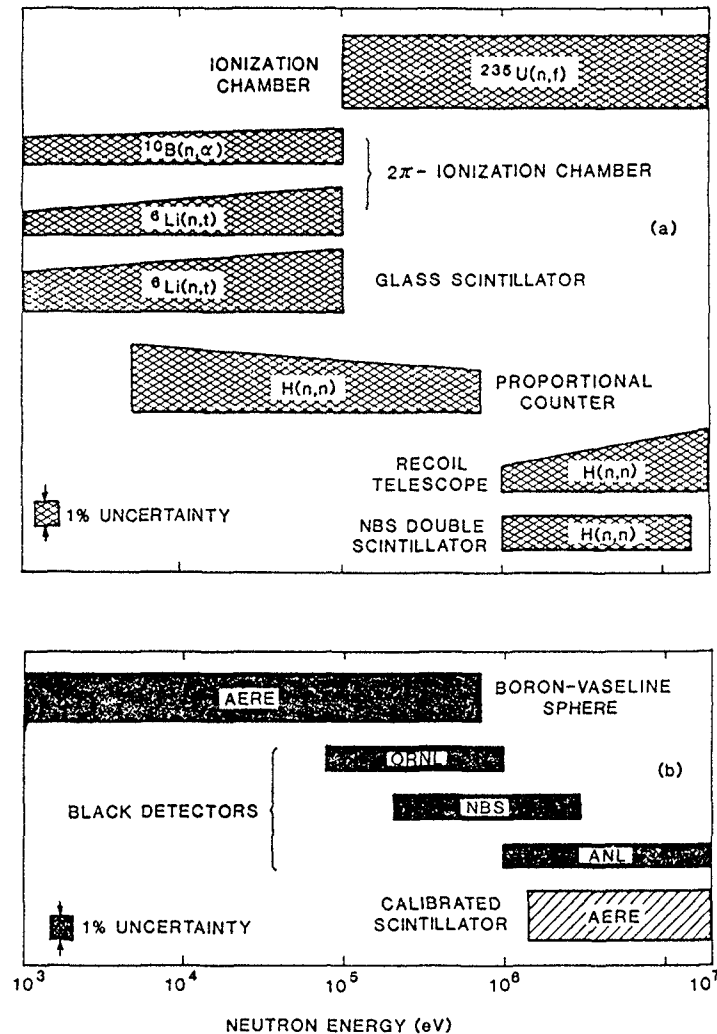 IONIZATION
CHAMBER
²³⁵U(n,f)
¹⁰B(n,α)
2π- IONIZATION CHAMBER
⁶Li(n,t)
(a)
⁶Li(n,t)
GLASS SCINTILLATOR
H(n,n)
PROPORTIONAL
COUNTER
RECOIL
TELESCOPE
H(n,n)
1% UNCERTAINTY
NBS DOUBLE
SCINTILLATOR
H(n,n)
AERE
BORON-VASELINE
SPHERE
ORNL
(b)
BLACK DETECTORS
NBS
ANL
CALIBRATED
SCINTILLATOR
AERE
1% UNCERTAINTY
10³ 10⁴ 10⁵ 10⁶ 10⁷
NEUTRON ENERGY (eV)